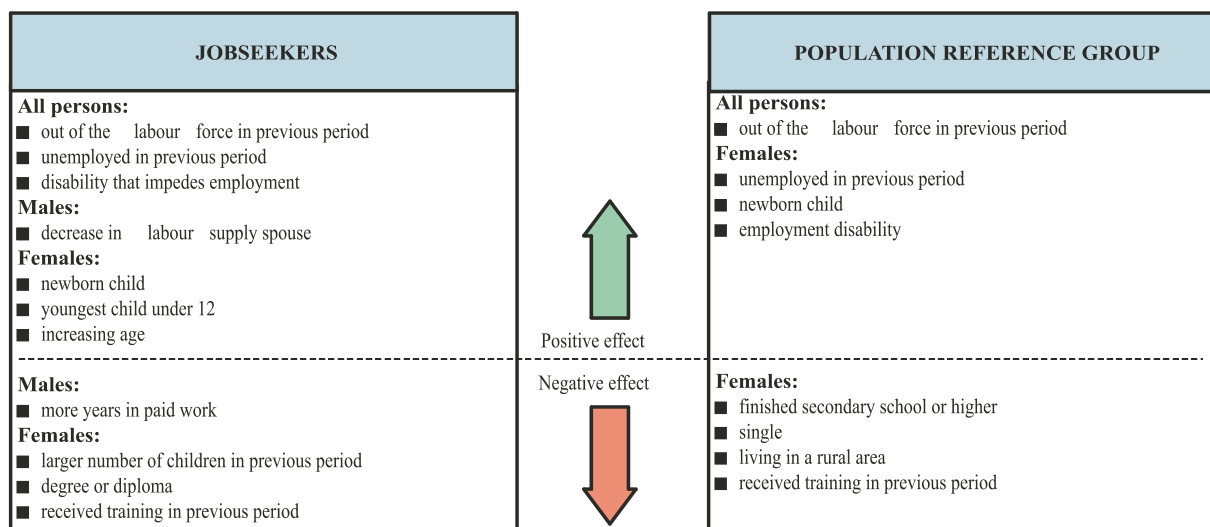 JOBSEEKERS
All persons:
■ out of the labour force in previous period
■ unemployed in previous period
■ disability that impedes employment
Males:
■ decrease in labour supply spouse
Females:
■ newborn child
■ youngest child under 12
■ increasing age
Males:
■ more years in paid work
Females:
■ larger number of children in previous period
■ degree or diploma
■ received training in previous period
Positive effect
Negative effect
POPULATION REFERENCE GROUP
All persons:
■ out of the labour force in previous period
Females:
■ unemployed in previous period
■ newborn child
■ employment disability
Females:
■ finished secondary school or higher
■ single
■ living in a rural area
■ received training in previous period